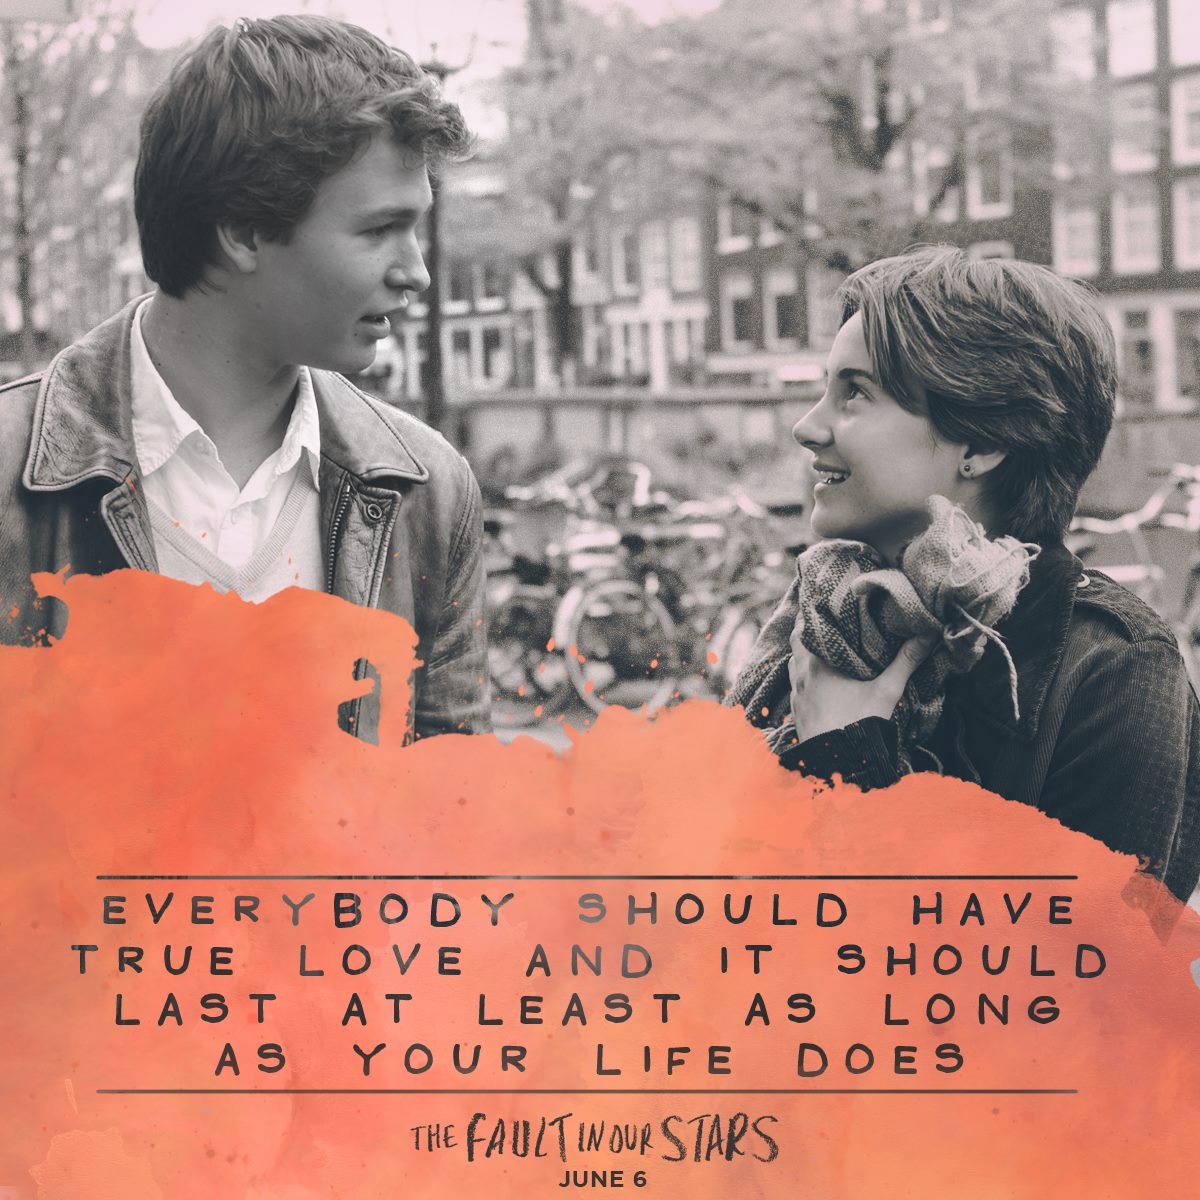 EVERYBODY SHOULD HAVE
TRUE LOVE AND IT SHOULD
LAST AT LEAST AS LONG
AS YOUR LIFE DOES
THE FAULT IN OUR STARS
JUNE 6